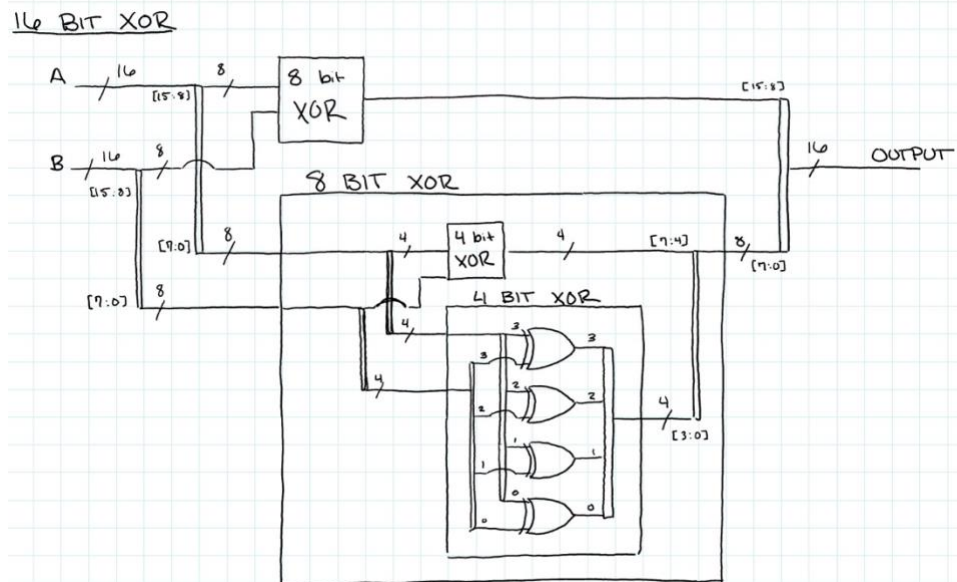 16 BIT XOR
A 16 8 8 bit XOR
[15:8]
[15:8]
B 16 8
16 OUTPUT
[15:8]
8 BIT XOR
[7:0] 8 4 4 bit XOR 4 [7:4] 8
[7:0]
[7:0] 8
4 BIT XOR
4
3 3
3
4
2 2
2
4
[3:0]
1 1
1
0 0
0